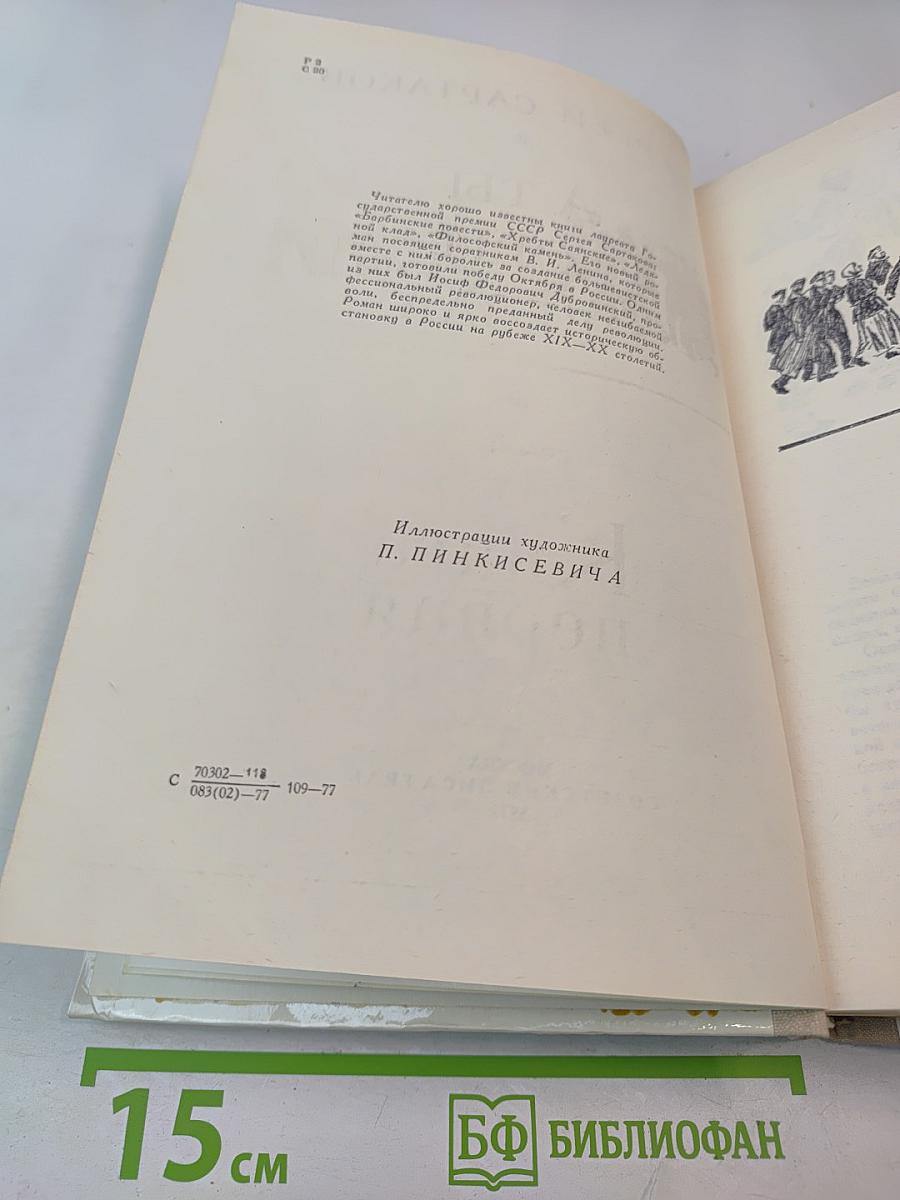 Р 2
С 20
Читателю хорошо известны книги лауреата Го-
сударственной премии СССР Сергея Сартакова:
«Барбинские повести», «Хребты Саянские», «Ледя-
ной клад», «Философский камень». Его новый ро-
ман посвящен соратникам В. И. Ленина, которые
вместе с ним боролись за создание большевистской
партии, готовили победу Октября в России. Одним
из них был Иосиф Федорович Дубровинский, про-
фессиональный революционер, человек несгибаемой
воли, беспредельно преданный делу революции.
Роман широко и ярко воссоздает историческую об-
становку в России на рубеже XIX—XX столетий.
Иллюстрации художника
П. ПИНКИСЕВИЧА
С 70302—118
083(02)—77 109—77
15 см
БФ БИБЛИОФАН